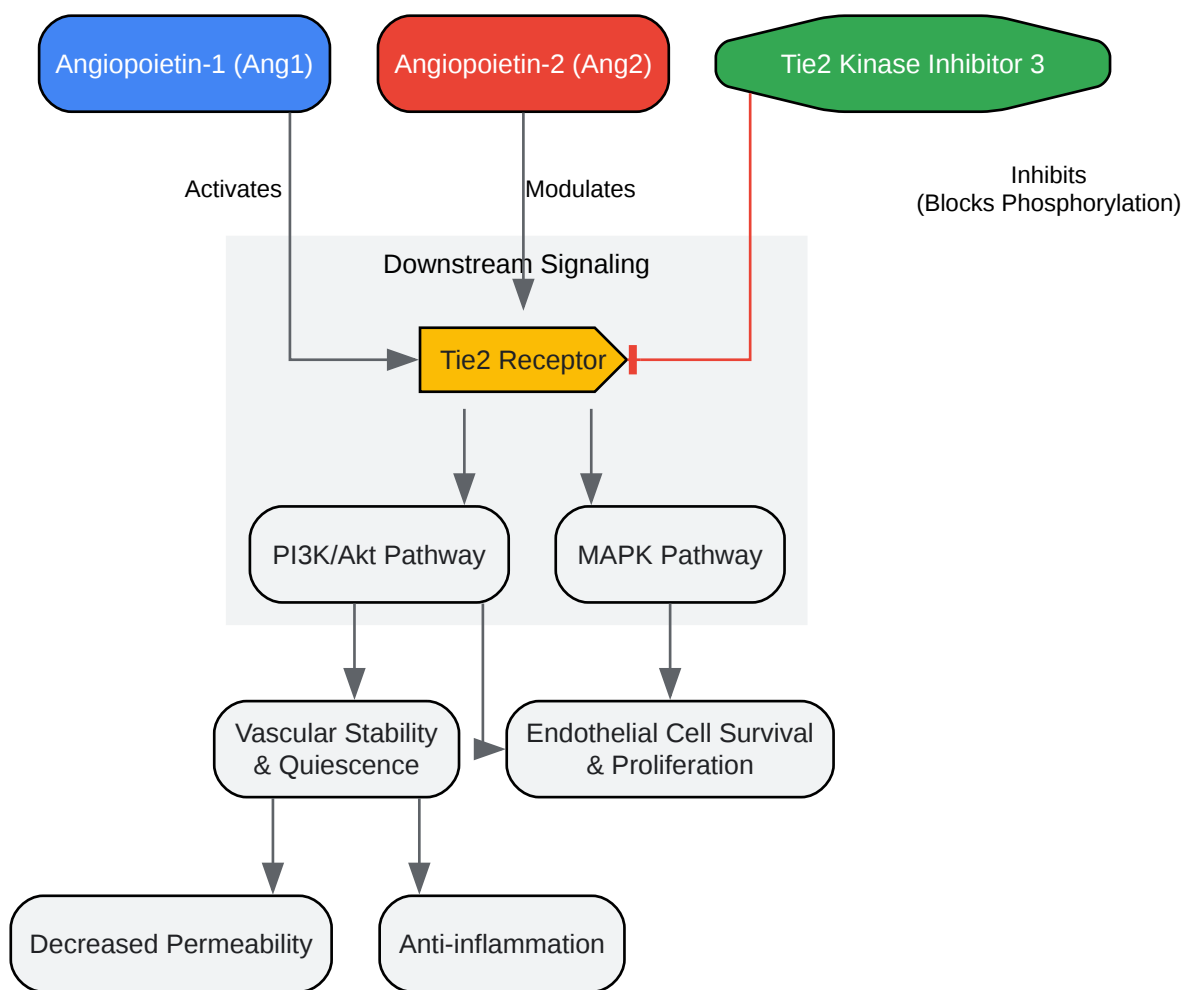 Angiopoietin-1 (Ang1)
Angiopoietin-2 (Ang2)
Tie2 Kinase Inhibitor 3
Activates
Modulates
Inhibits
(Blocks Phosphorylation)
Downstream Signaling
Tie2 Receptor
PI3K/Akt Pathway
MAPK Pathway
Vascular Stability
& Quiescence
Endothelial Cell Survival
& Proliferation
Decreased Permeability
Anti-inflammation